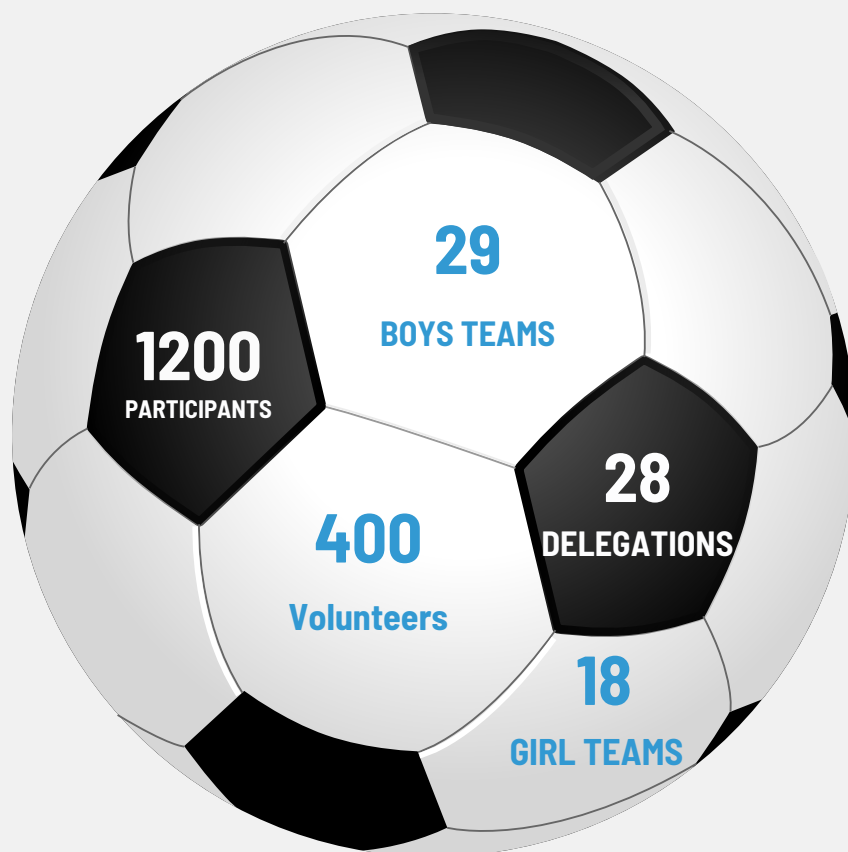 29
BOYS TEAMS
1200
PARTICIPANTS
28
DELEGATIONS
400
Volunteers
18
GIRL TEAMS